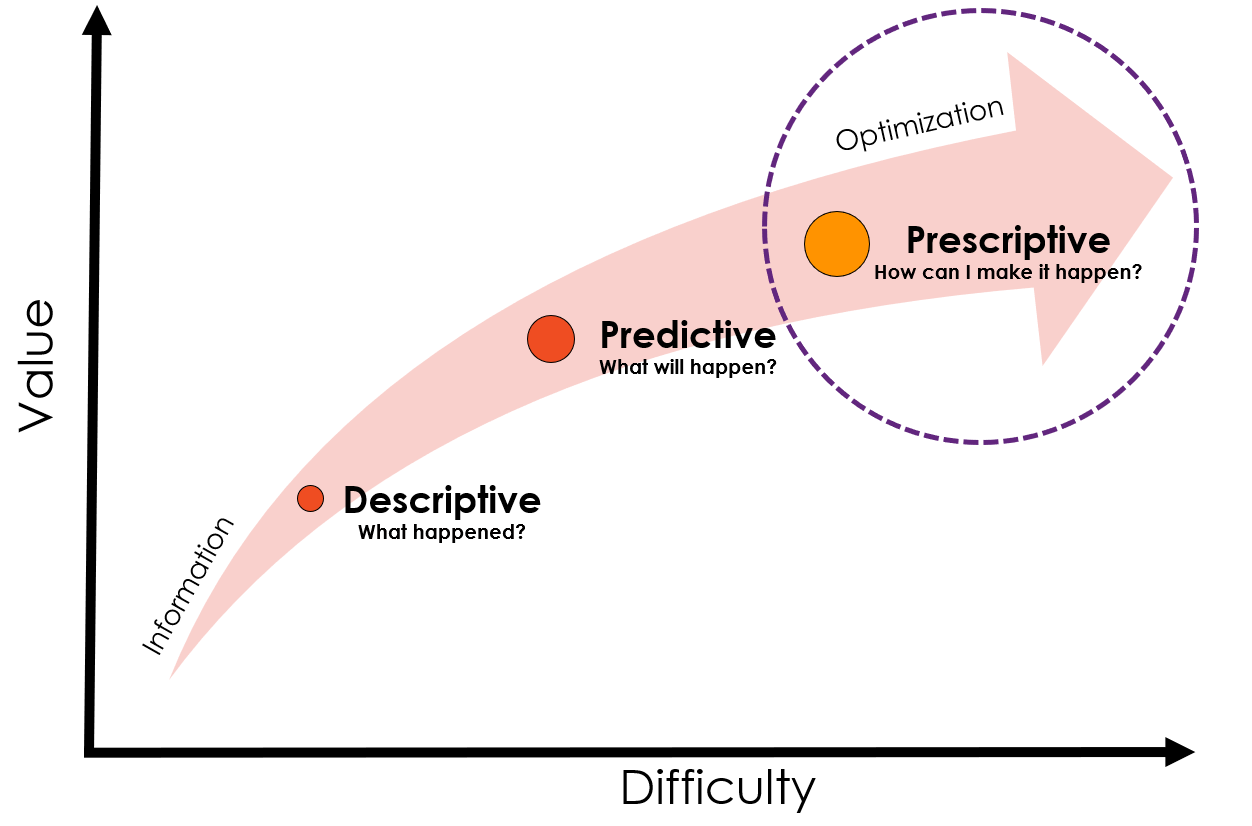 Optimization
Prescriptive
How can I make it happen?
Value
Predictive
What will happen?
Descriptive
What happened?
Information
Difficulty